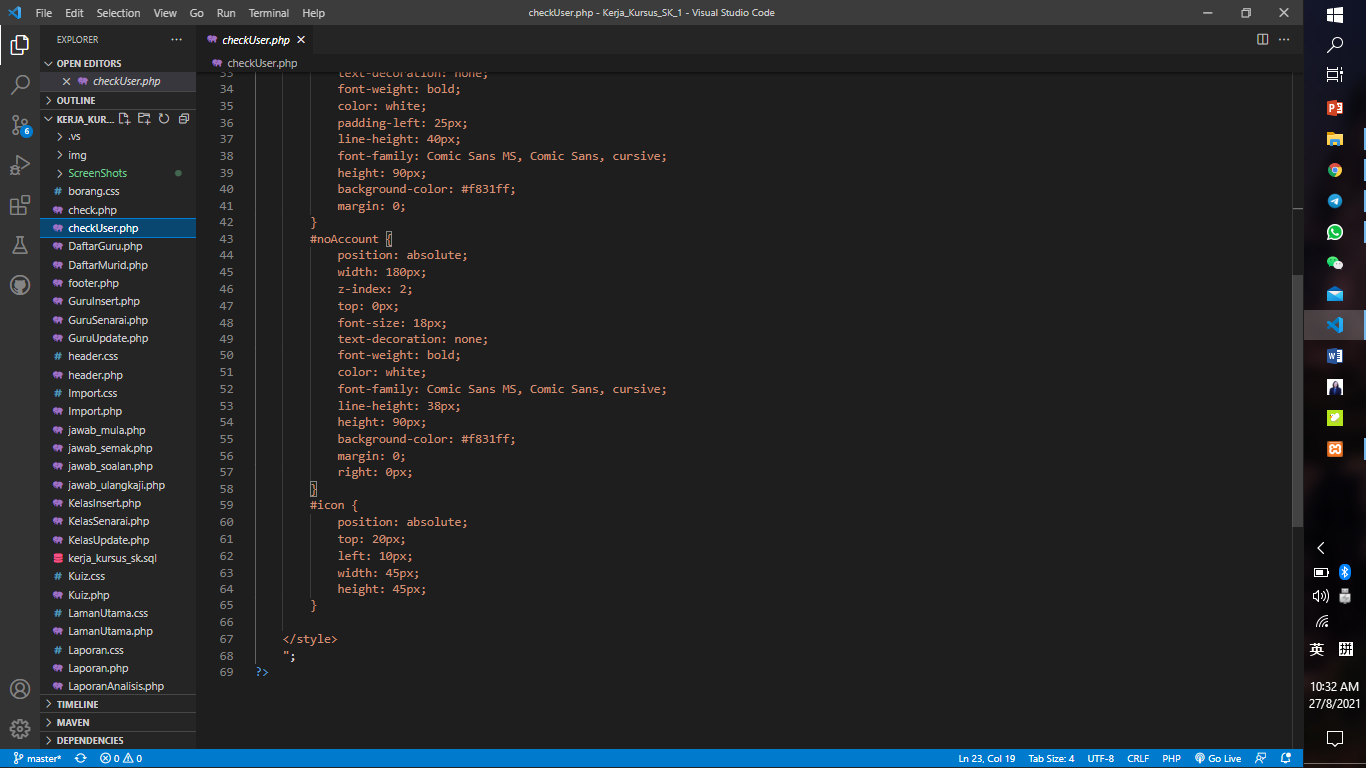 File Edit Selection View Go Run Terminal Help
checkUser.php - Kerja_Kursus_SK_1 - Visual Studio Code
EXPLORER
OPEN EDITORS
checkUser.php
OUTLINE
KERJA_KUR...
.vs
img
ScreenShots
borang.css
check.php
checkUser.php
DaftarGuru.php
DaftarMurid.php
footer.php
GuruInsert.php
GuruSenarai.php
GuruUpdate.php
header.css
header.php
Import.css
Import.php
jawab_mula.php
jawab_semak.php
jawab_soalan.php
jawab_ulangkaji.php
KelasInsert.php
KelasSenarai.php
KelasUpdate.php
kerja_kursus_sk.sql
Kuiz.css
Kuiz.php
LamanUtama.css
LamanUtama.php
Laporan.css
Laporan.php
LaporanAnalisis.php
TIMELINE
MAVEN
DEPENDENCIES
6
checkUser.php
checkUser.php
33 text-decoration: none;
34 font-weight: bold;
35 color: white;
36 padding-left: 25px;
37 line-height: 40px;
38 font-family: Comic Sans MS, Comic Sans, cursive;
39 height: 90px;
40 background-color: #f831ff;
41 margin: 0;
42 }
43 #noAccount {
44 position: absolute;
45 width: 180px;
46 z-index: 2;
47 top: 0px;
48 font-size: 18px;
49 text-decoration: none;
50 font-weight: bold;
51 color: white;
52 font-family: Comic Sans MS, Comic Sans, cursive;
53 line-height: 38px;
54 height: 90px;
55 background-color: #f831ff;
56 margin: 0;
57 right: 0px;
58 }
59 #icon {
60 position: absolute;
61 top: 20px;
62 left: 10px;
63 width: 45px;
64 height: 45px;
65 }
66
67 </style>
68 ";
69 ?>
master* 0 0 Ln 23, Col 19 Tab Size: 4 UTF-8 CRLF PHP Go Live
英 拼
10:32 AM
27/8/2021